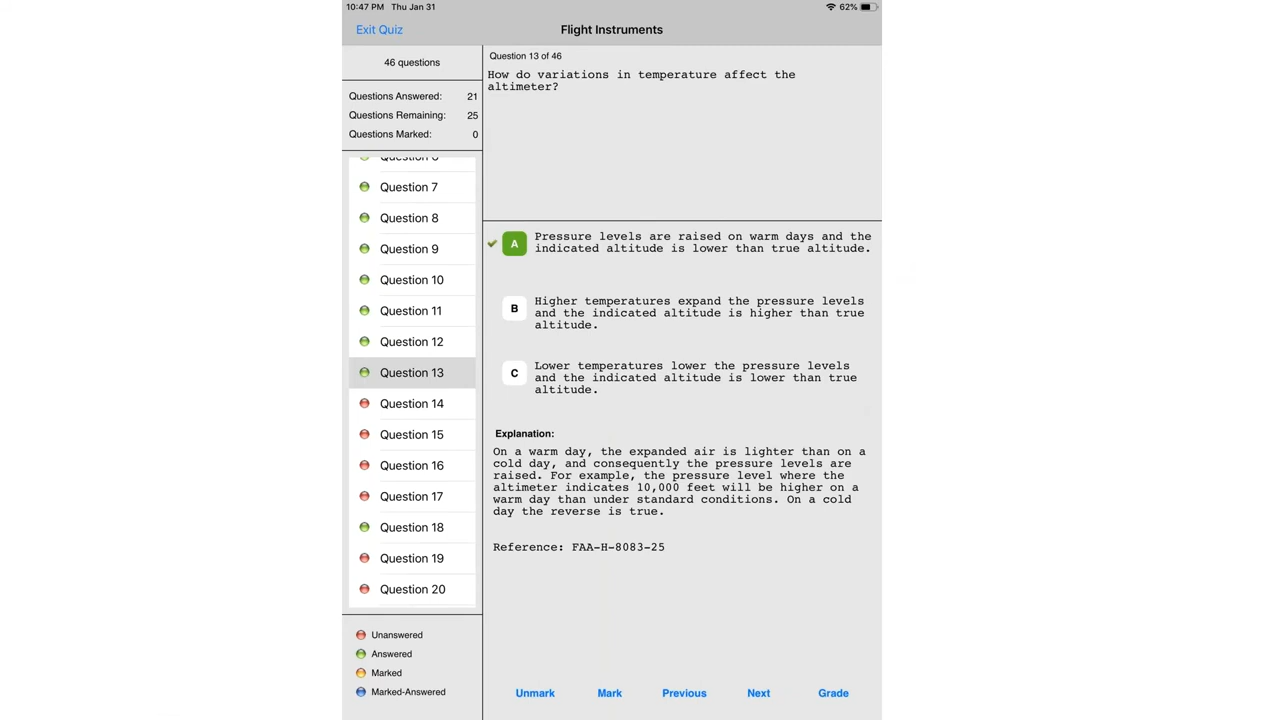 10:47 PM Thu Jan 31
62%
Exit Quiz
Flight Instruments
46 questions
Questions Answered: 21
Questions Remaining: 25
Questions Marked: 0
Question 7
Question 8
Question 9
Question 10
Question 11
Question 12
Question 13
Question 14
Question 15
Question 16
Question 17
Question 18
Question 19
Question 20
Unanswered
Answered
Marked
Marked-Answered
Question 13 of 46
How do variations in temperature affect the
altimeter?
A
Pressure levels are raised on warm days and the
indicated altitude is lower than true altitude.
B
Higher temperatures expand the pressure levels
and the indicated altitude is higher than true
altitude.
C
Lower temperatures lower the pressure levels
and the indicated altitude is lower than true
altitude.
Explanation:
On a warm day, the expanded air is lighter than on a
cold day, and consequently the pressure levels are
raised. For example, the pressure level where the
altimeter indicates 10,000 feet will be higher on a
warm day than under standard conditions. On a cold
day the reverse is true.
Reference: FAA-H-8083-25
Unmark Mark Previous Next Grade